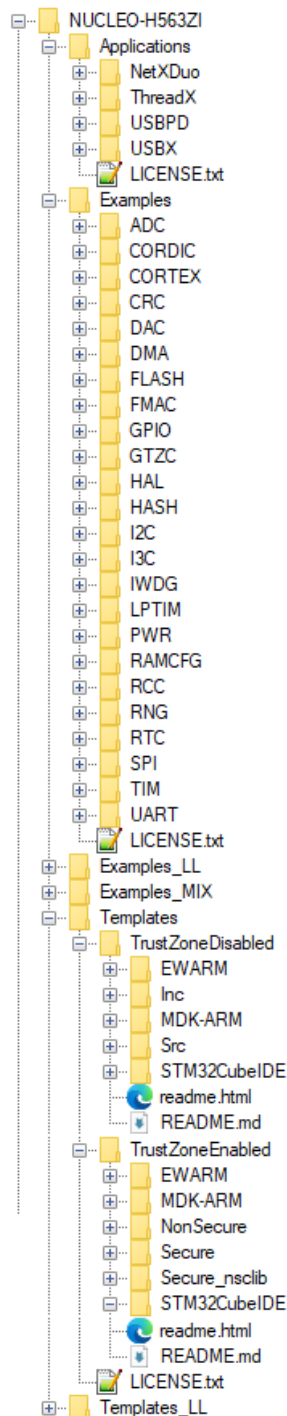 NUCLEO-H563ZI
Applications
NetXDuo
ThreadX
USBPD
USBX
LICENSE.txt
Examples
ADC
CORDIC
CORTEX
CRC
DAC
DMA
FLASH
FMAC
GPIO
GTZC
HAL
HASH
I2C
I3C
IWDG
LPTIM
PWR
RAMCFG
RCC
RNG
RTC
SPI
TIM
UART
LICENSE.txt
Examples_LL
Examples_MIX
Templates
TrustZoneDisabled
EWARM
Inc
MDK-ARM
Src
STM32CubeIDE
readme.html
README.md
TrustZoneEnabled
EWARM
MDK-ARM
NonSecure
Secure
Secure_nsclib
STM32CubeIDE
readme.html
README.md
LICENSE.txt
Templates_LL